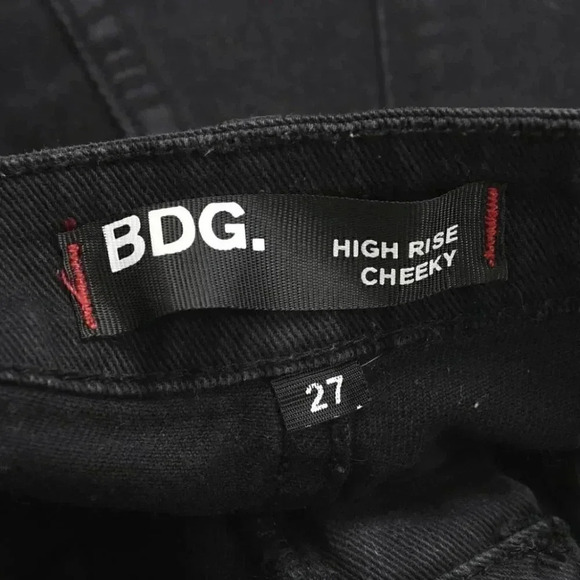 BDG.
HIGH RISE
CHEEKY
27